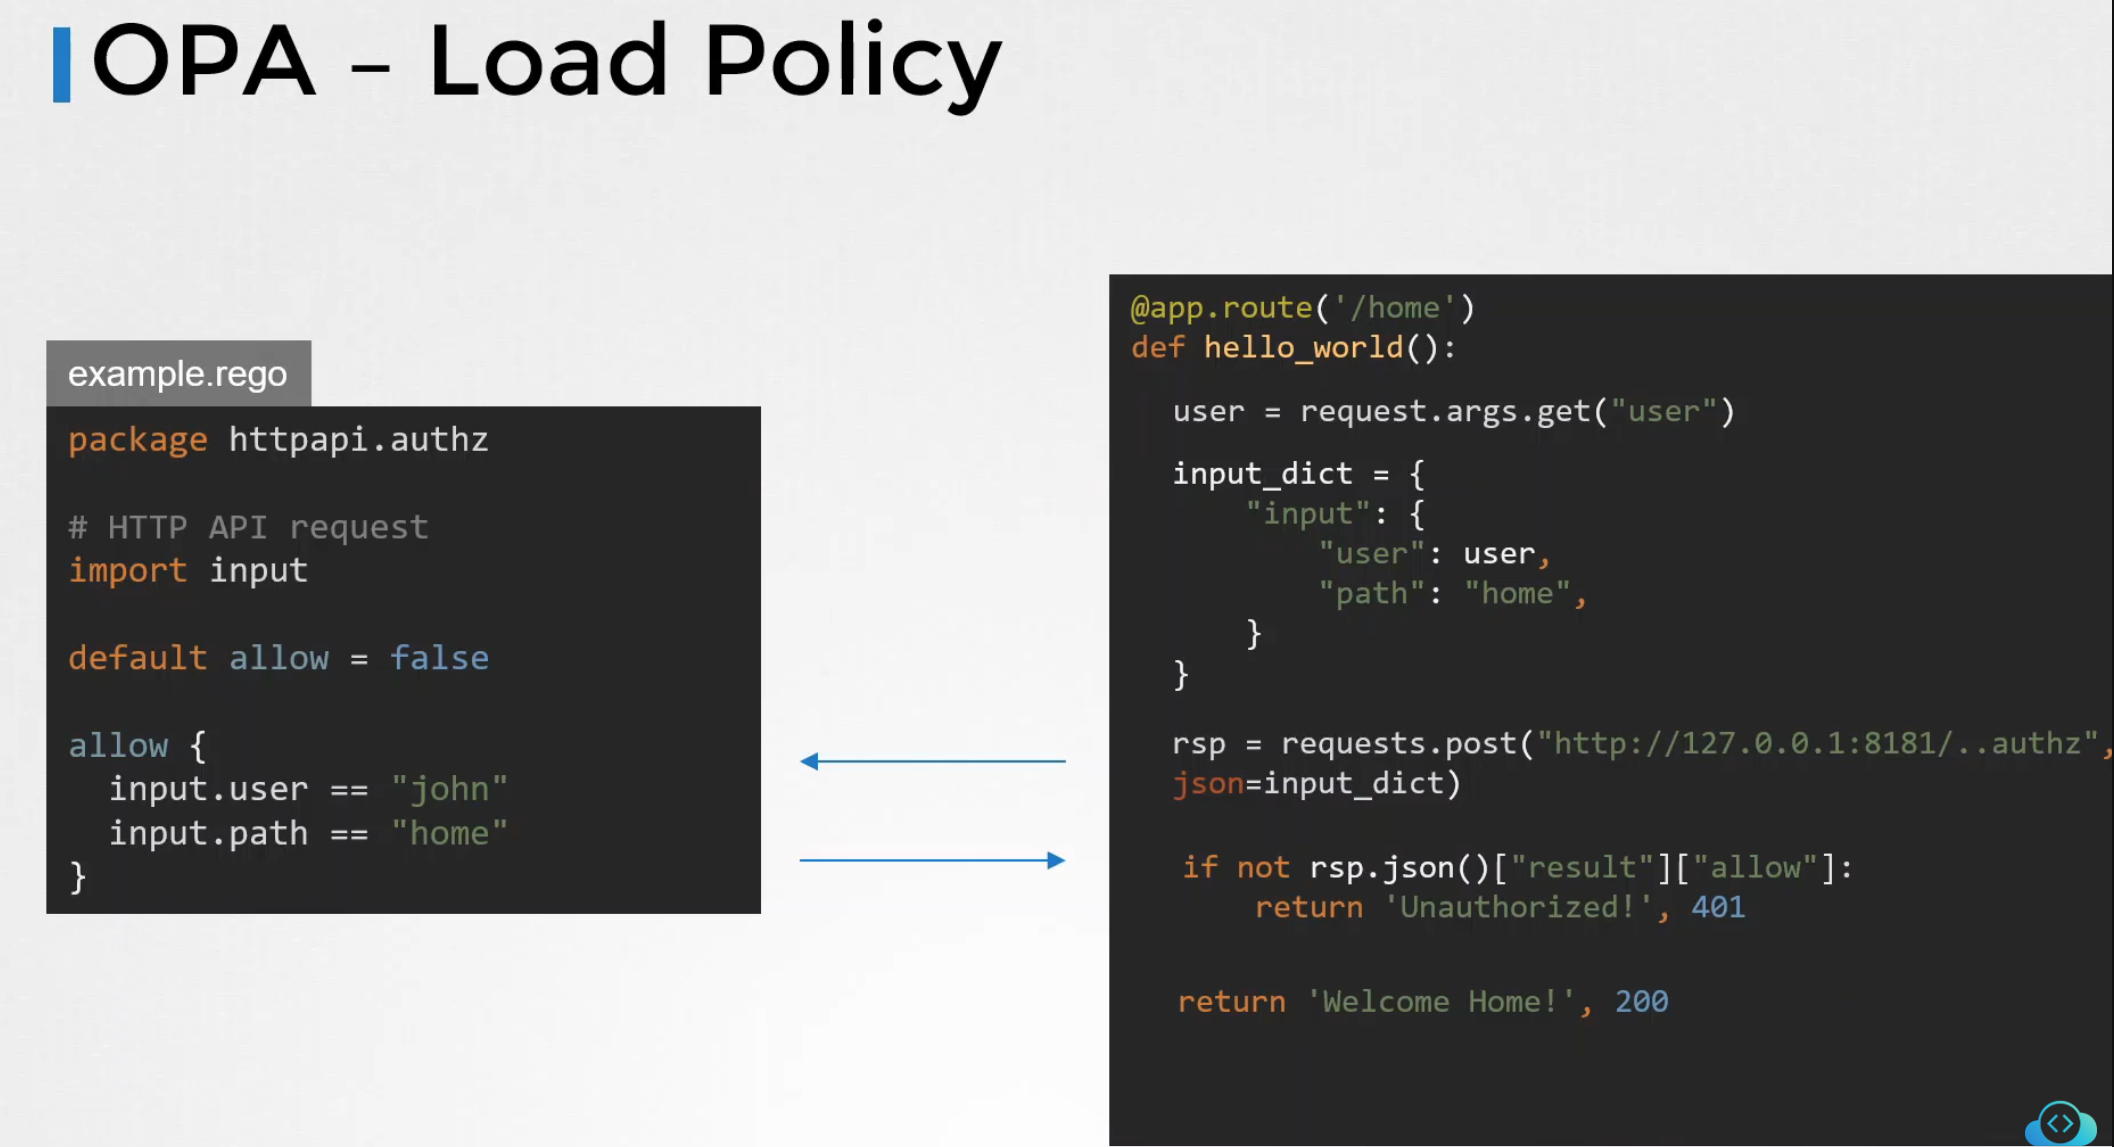 OPA – Load Policy
example.rego
package httpapi.authz
# HTTP API request
import input
default allow = false
allow {
input.user == "john"
input.path == "home"
}
@app.route('/home')
def hello_world():
user = request.args.get("user")
input_dict = {
"input": {
"user": user,
"path": "home",
}
}
rsp = requests.post("http://127.0.0.1:8181/..authz",
json=input_dict)
if not rsp.json()["result"]["allow"]:
return 'Unauthorized!', 401
return 'Welcome Home!', 200